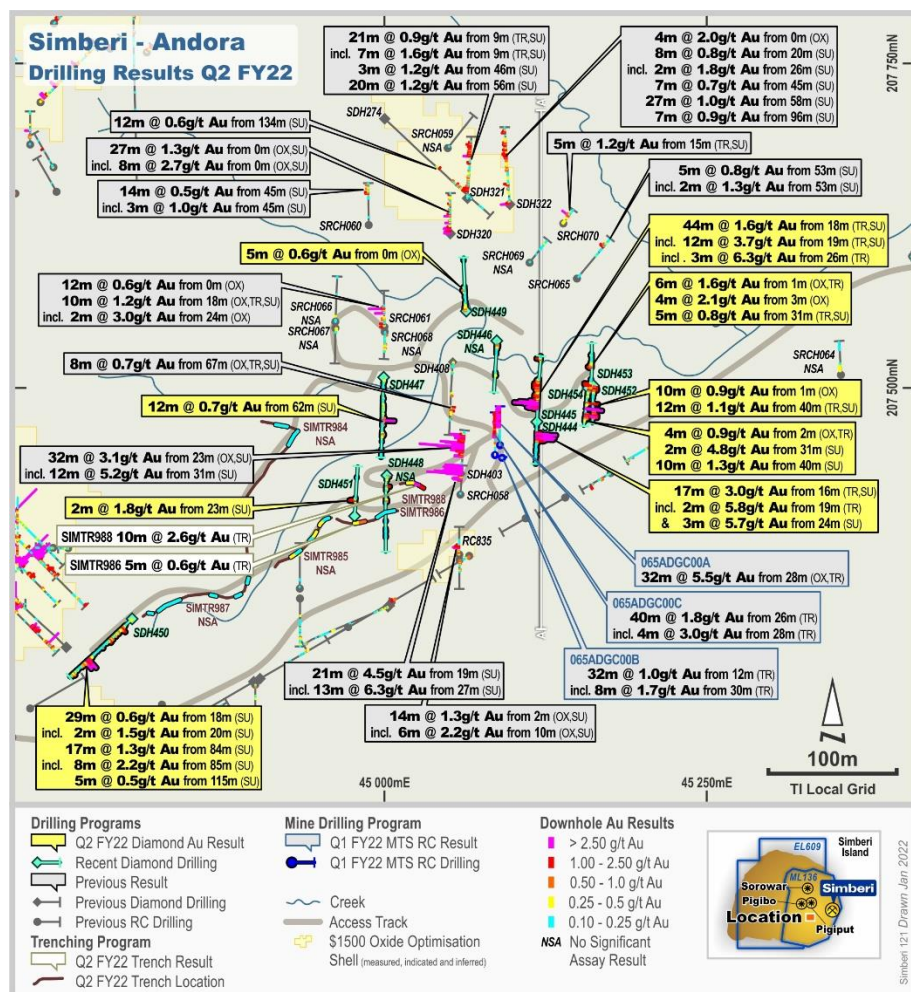 Simberi - Andora
Drilling Results Q2 FY22
21m @ 0.9g/t Au from 9m (TR,SU)
incl. 7m @ 1.6g/t Au from 9m (TR,SU)
3m @ 1.2g/t Au from 46m (SU)
20m @ 1.2g/t Au from 56m (SU)
4m @ 2.0g/t Au from 0m (OX)
8m @ 0.8g/t Au from 20m (SU)
incl. 2m @ 1.8g/t Au from 26m (SU)
7m @ 0.7g/t Au from 45m (SU)
27m @ 1.0g/t Au from 58m (SU)
7m @ 0.9g/t Au from 96m (SU)
207 750mN
12m @ 0.6g/t Au from 134m (SU)
27m @ 1.3g/t Au from 0m (OX,SU)
incl. 8m @ 2.7g/t Au from 0m (OX,SU)
14m @ 0.5g/t Au from 45m (SU)
incl. 3m @ 1.0g/t Au from 45m (SU)
SDH274
SRCH059
NSA
A
5m @ 1.2g/t Au from 15m (TR,SU)
5m @ 0.8g/t Au from 53m (SU)
incl. 2m @ 1.3g/t Au from 53m (SU)
SDH321
SDH322
SRCH060
SDH320
SRCH070
SRCH069
NSA
SRCH065
44m @ 1.6g/t Au from 18m (TR,SU)
incl. 12m @ 3.7g/t Au from 19m (TR,SU)
incl. 3m @ 6.3g/t Au from 26m (TR)
5m @ 0.6g/t Au from 0m (OX)
12m @ 0.6g/t Au from 0m (OX)
10m @ 1.2g/t Au from 18m (OX,TR,SU)
incl. 2m @ 3.0g/t Au from 24m (OX)
6m @ 1.6g/t Au from 1m (OX,TR)
4m @ 2.1g/t Au from 3m (OX)
5m @ 0.8g/t Au from 31m (TR,SU)
SRCH066
NSA
SRCH067
NSA
SRCH061
SRCH068
NSA
SDH449
SDH446
NSA
SRCH064
NSA
8m @ 0.7g/t Au from 67m (OX,TR,SU)
SDH408
SDH447
SDH453
SDH452
SDH454
SDH445
SDH444
207 500mN
12m @ 0.7g/t Au from 62m (SU)
SIMTR984
NSA
10m @ 0.9g/t Au from 1m (OX)
12m @ 1.1g/t Au from 40m (TR,SU)
4m @ 0.9g/t Au from 2m (OX,TR)
2m @ 4.8g/t Au from 31m (SU)
10m @ 1.3g/t Au from 40m (SU)
32m @ 3.1g/t Au from 23m (OX,SU)
incl. 12m @ 5.2g/t Au from 31m (SU)
SDH448
NSA
SDH451
SDH403
SRCH058
SIMTR988
SIMTR986
2m @ 1.8g/t Au from 23m (SU)
17m @ 3.0g/t Au from 16m (TR,SU)
incl. 2m @ 5.8g/t Au from 19m (TR)
& 3m @ 5.7g/t Au from 24m (SU)
SIMTR988 10m @ 2.6g/t Au (TR)
SIMTR986 5m @ 0.6g/t Au (TR)
SIMTR985
NSA
RC835
SIMTR987
NSA
SDH450
065ADGC00A
32m @ 5.5g/t Au from 28m (OX,TR)
065ADGC00C
40m @ 1.8g/t Au from 26m (TR)
incl. 4m @ 3.0g/t Au from 28m (TR)
065ADGC00B
32m @ 1.0g/t Au from 12m (TR)
incl. 8m @ 1.7g/t Au from 30m (TR)
21m @ 4.5g/t Au from 19m (SU)
incl. 13m @ 6.3g/t Au from 27m (SU)
14m @ 1.3g/t Au from 2m (OX,SU)
incl. 6m @ 2.2g/t Au from 10m (OX,SU)
29m @ 0.6g/t Au from 18m (SU)
incl. 2m @ 1.5g/t Au from 20m (SU)
17m @ 1.3g/t Au from 84m (SU)
incl. 8m @ 2.2g/t Au from 85m (SU)
5m @ 0.5g/t Au from 115m (SU)
45 000mE
45 250mE
100m
TI Local Grid
Drilling Programs
Q2 FY22 Diamond Au Result
Recent Diamond Drilling
Previous Result
Previous Diamond Drilling
Previous RC Drilling
Trenching Program
Q2 FY22 Trench Result
Q2 FY22 Trench Location
Mine Drilling Program
Q1 FY22 MTS RC Result
Q1 FY22 MTS RC Drilling
Creek
Access Track
$1500 Oxide Optimisation
Shell (measured, indicated and inferred)
Downhole Au Results
> 2.50 g/t Au
1.00 - 2.50 g/t Au
0.50 - 1.0 g/t Au
0.25 - 0.5 g/t Au
0.10 - 0.25 g/t Au
NSA No Significant
Assay Result
EL609
Simberi
Island
ML136
Sorowar
Simberi
Pigibo
Location
Pigiput
Simberi 121 Drawn Jan 2022